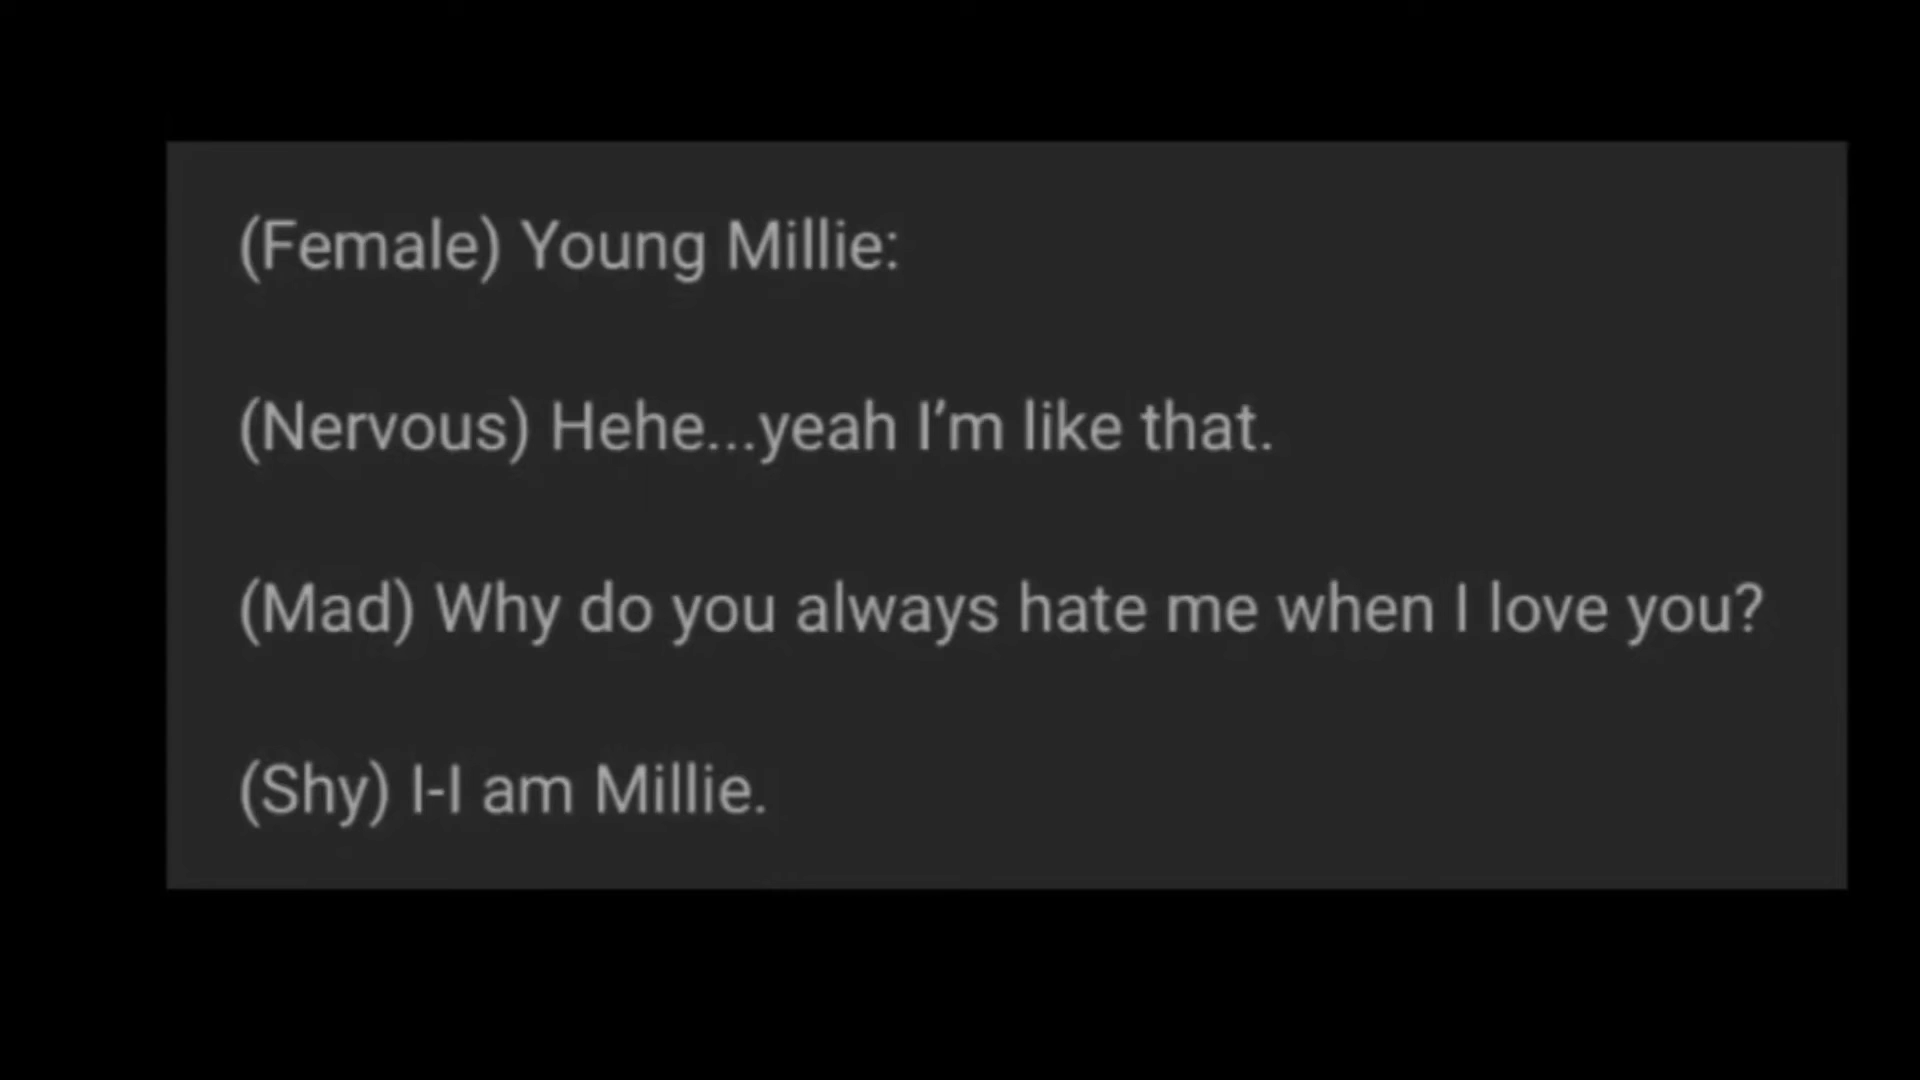 (Female) Young Millie:
(Nervous) Hehe...yeah I’m like that.
(Mad) Why do you always hate me when I love you?
(Shy) I-I am Millie.